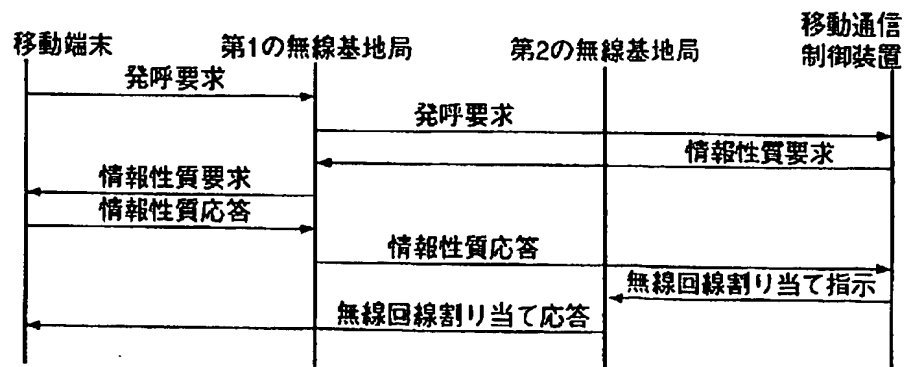 移動端末
第1の無線基地局
第2の無線基地局
移動通信
制御装置
発呼要求
発呼要求
情報性質要求
情報性質要求
情報性質応答
情報性質応答
無線回線割り当て指示
無線回線割り当て応答